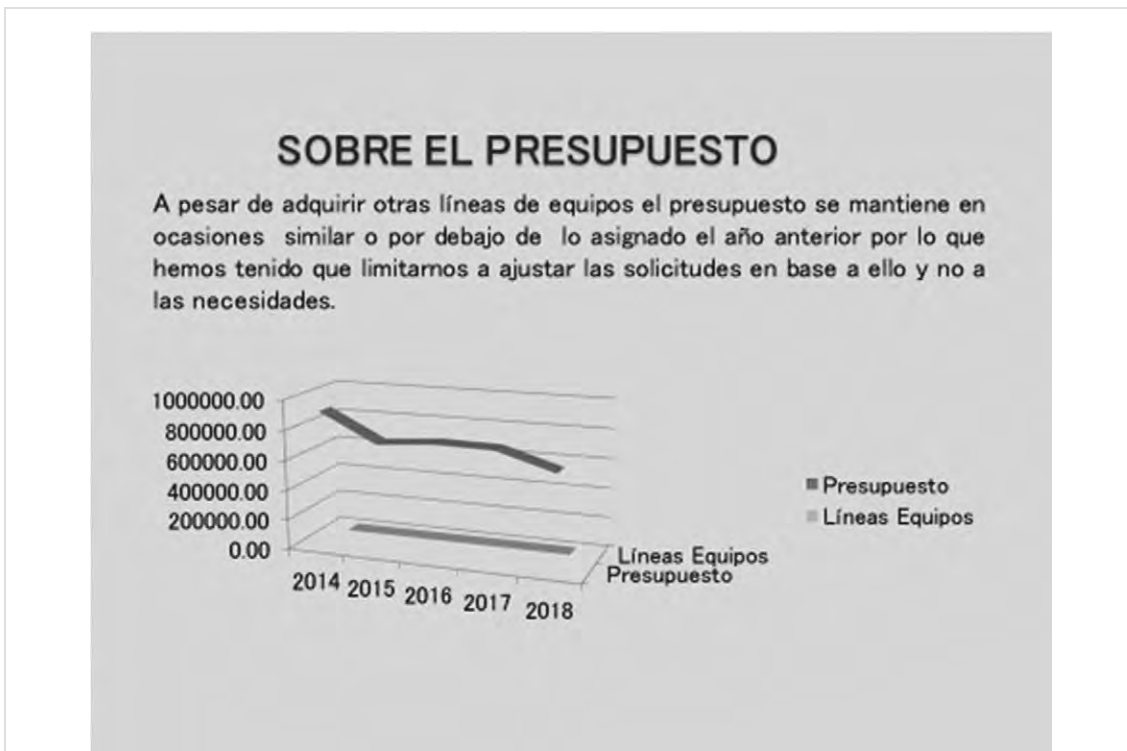 SOBRE EL PRESUPUESTO
A pesar de adquirir otras líneas de equipos el presupuesto se mantiene en
ocasiones similar o por debajo de lo asignado el año anterior por lo que
hemos tenido que limitarnos a ajustar las solicitudes en base a ello y no a
las necesidades.
1000000.00
800000.00
600000.00
400000.00
200000.00
0.00
2014 2015 2016 2017 2018
Líneas Equipos
Presupuesto
Presupuesto
Líneas Equipos